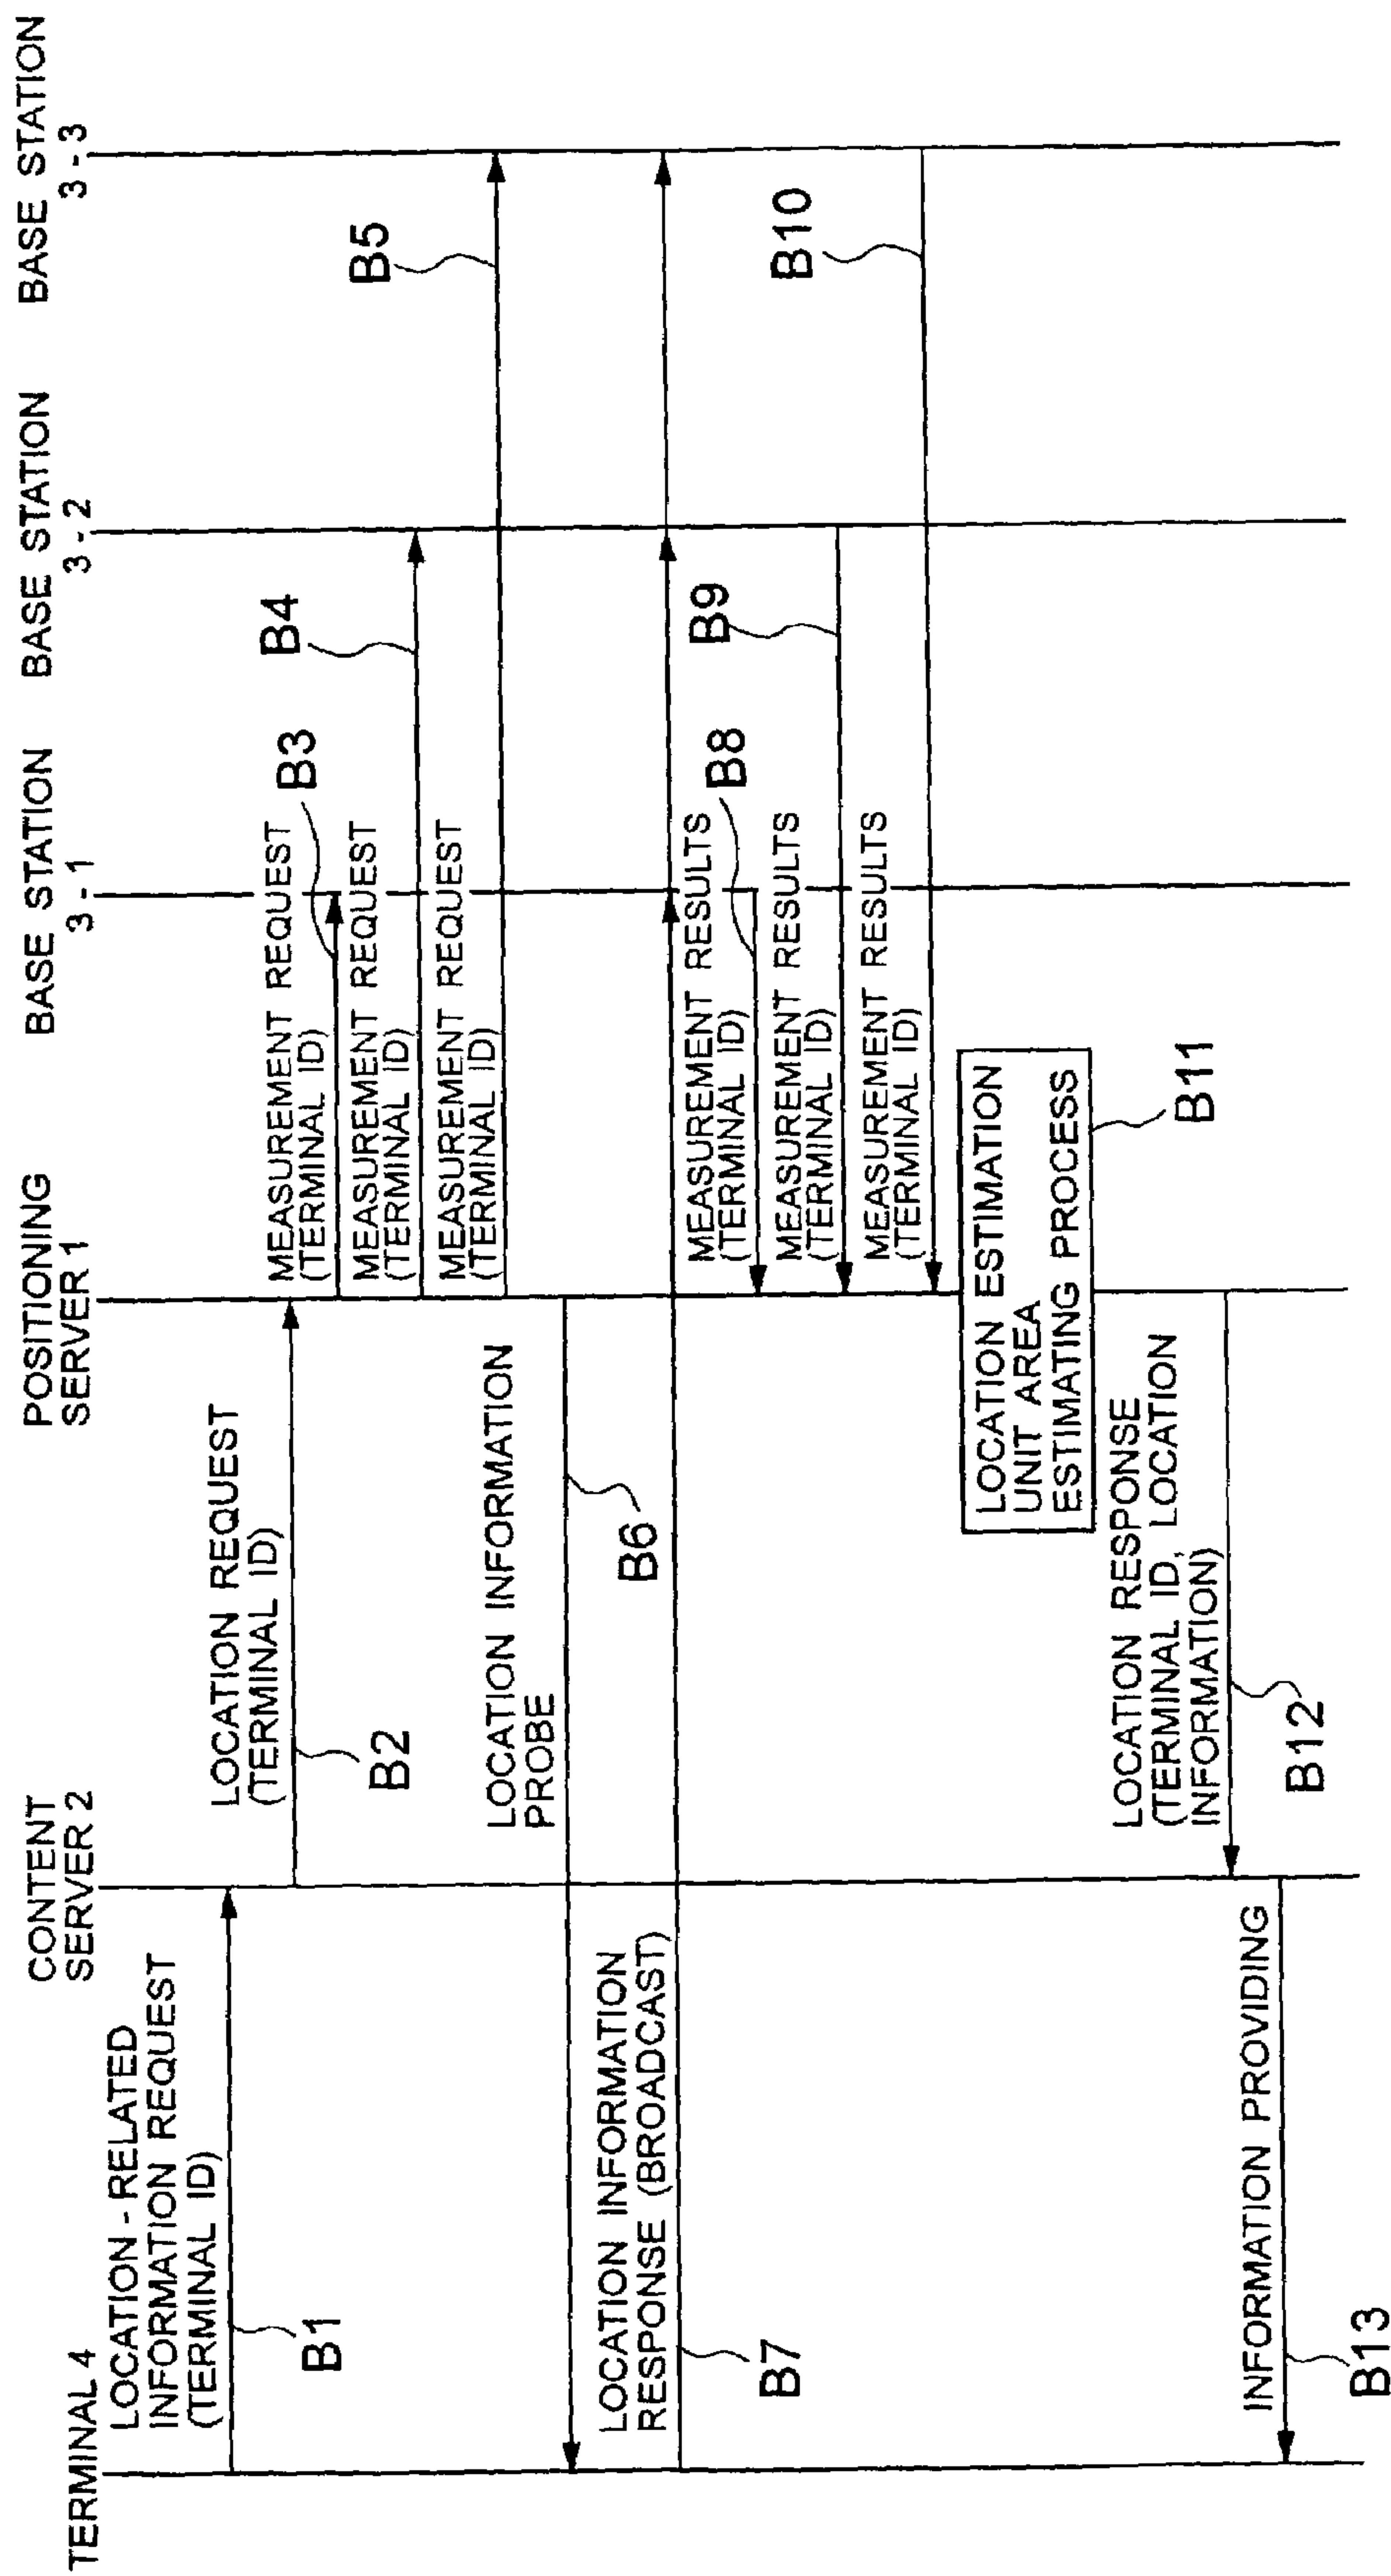 TERMINAL 4
CONTENT
SERVER 2
POSITIONING
SERVER 1
BASE STATION
3 - 1
BASE STATION
3 - 2
BASE STATION
3 - 3
LOCATION - RELATED
INFORMATION REQUEST
(TERMINAL ID)
B1
LOCATION REQUEST
(TERMINAL ID)
B2
MEASUREMENT REQUEST
(TERMINAL ID)
B3
MEASUREMENT REQUEST
(TERMINAL ID)
B4
MEASUREMENT REQUEST
(TERMINAL ID)
B5
LOCATION INFORMATION
PROBE
B6
LOCATION INFORMATION
RESPONSE (BROADCAST)
B7
MEASUREMENT RESULTS
(TERMINAL ID)
B8
MEASUREMENT RESULTS
(TERMINAL ID)
B9
MEASUREMENT RESULTS
(TERMINAL ID)
B10
LOCATION ESTIMATION
UNIT AREA
ESTIMATING PROCESS
B11
LOCATION RESPONSE
(TERMINAL ID, LOCATION
INFORMATION)
B12
INFORMATION PROVIDING
B13